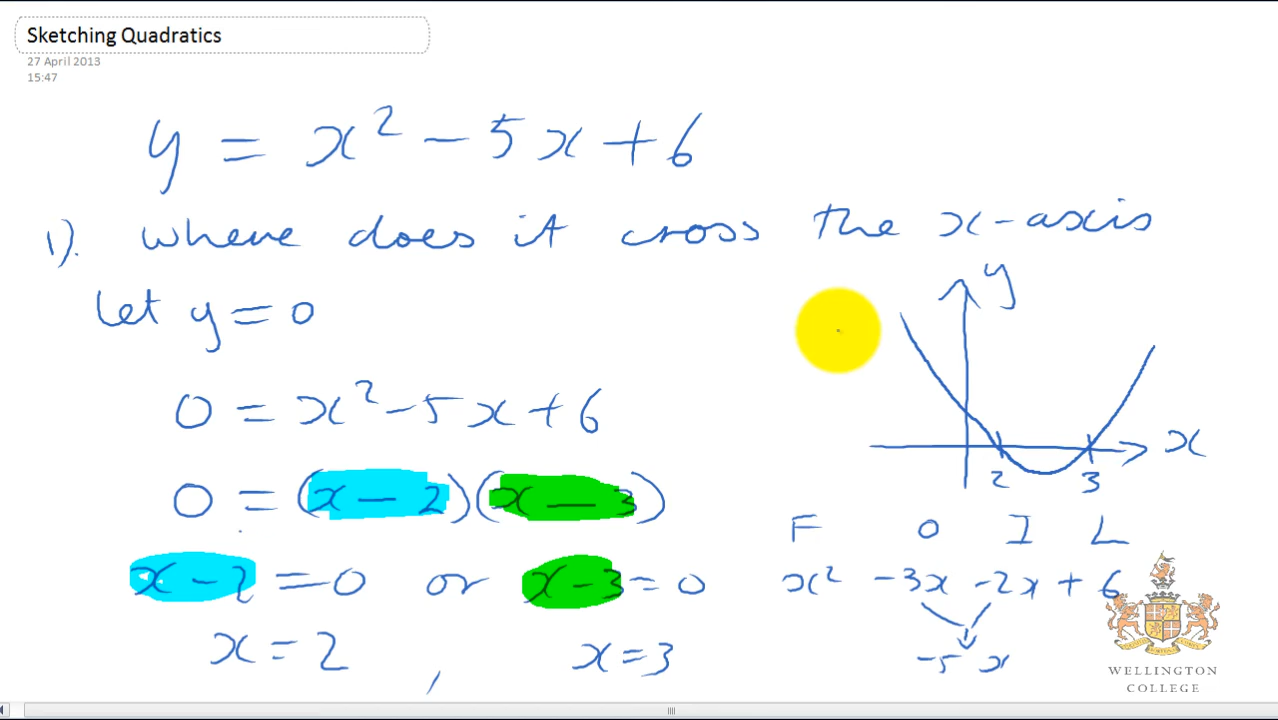 Sketching Quadratics
27 April 2013
15:47
y = x² - 5x + 6
1). where does it cross the x-axis
let y = 0
0 = x² - 5x + 6
0 = (x - 2)(x - 3)
x - 2 = 0 or x - 3 = 0
x = 2 , x = 3
y
x
2 3
F O I L
x² - 3x - 2x + 6
-5x
WELLINGTON
COLLEGE